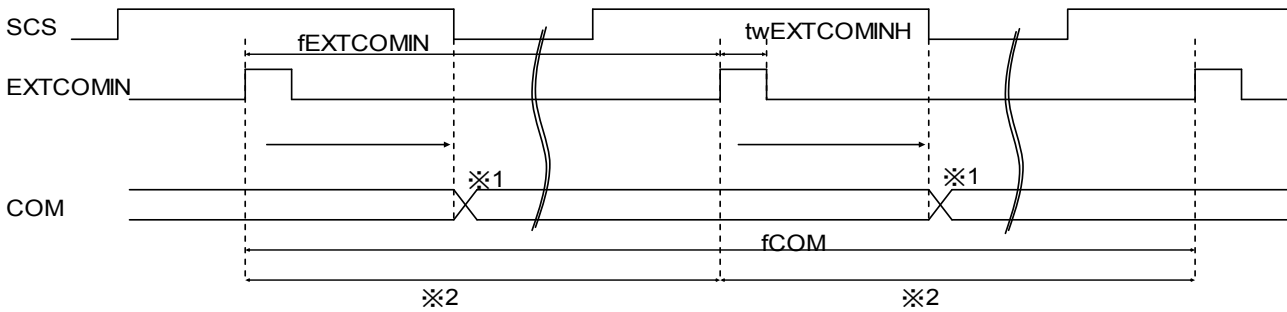 SCS
fEXTCOMIN
twEXTCOMINH
EXTCOMIN
※1
※1
COM
fCOM
※2
※2